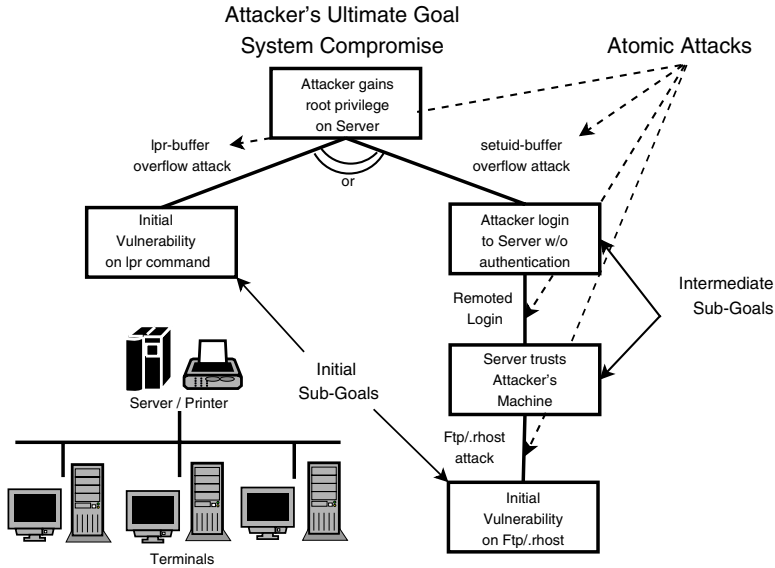 Attacker's Ultimate Goal
System Compromise
Atomic Attacks
Attacker gains
root privilege
on Server
lpr-buffer
overflow attack
setuid-buffer
overflow attack
or
Initial
Vulnerability
on lpr command
Attacker login
to Server w/o
authentication
Intermediate
Sub-Goals
Remoted
Login
Server trusts
Attacker's
Machine
Initial
Sub-Goals
Server / Printer
Ftp/.rhost
attack
Initial
Vulnerability
on Ftp/.rhost
Terminals